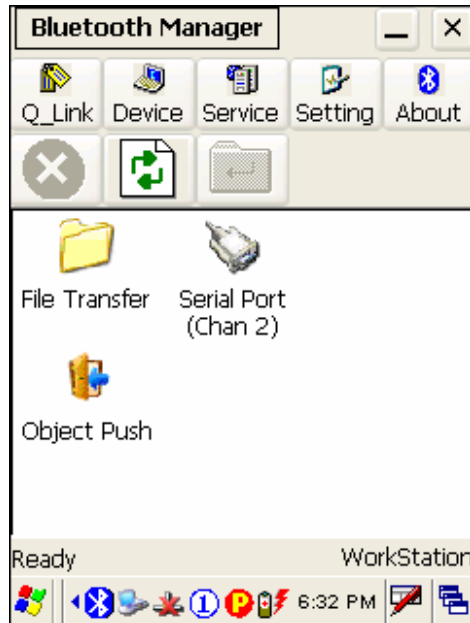 Bluetooth Manager
Q_Link Device Service Setting About
File Transfer
Serial Port
(Chan 2)
Object Push
Ready WorkStation
1 P 6:32 PM